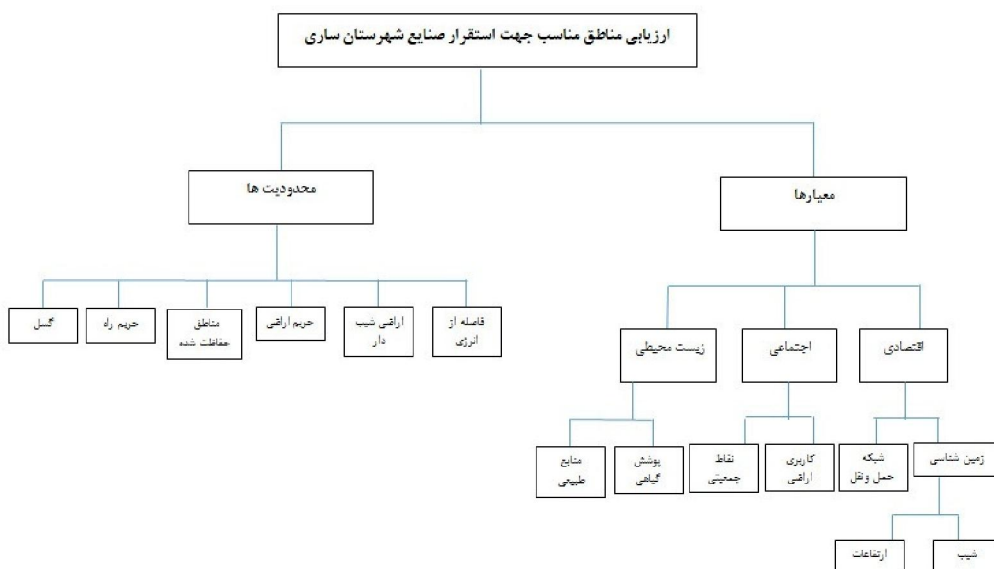 ارزیابی مناطق مناسب جهت استقرار صنایع شهرستان ساری
معیارها
محدودیت ها
اقتصادی
اجتماعی
زیست محیطی
فاصله از
انرژی
اراضی شیب
دار
حریم اراضی
مناطق
حفاظت شده
حریم راه
گسل
زمین شناسی
شبکه
حمل ونقل
کاربری
اراضی
نقاط
جمعیتی
پوشش
گیاهی
منابع
طبیعی
شیب
ارتفاعات